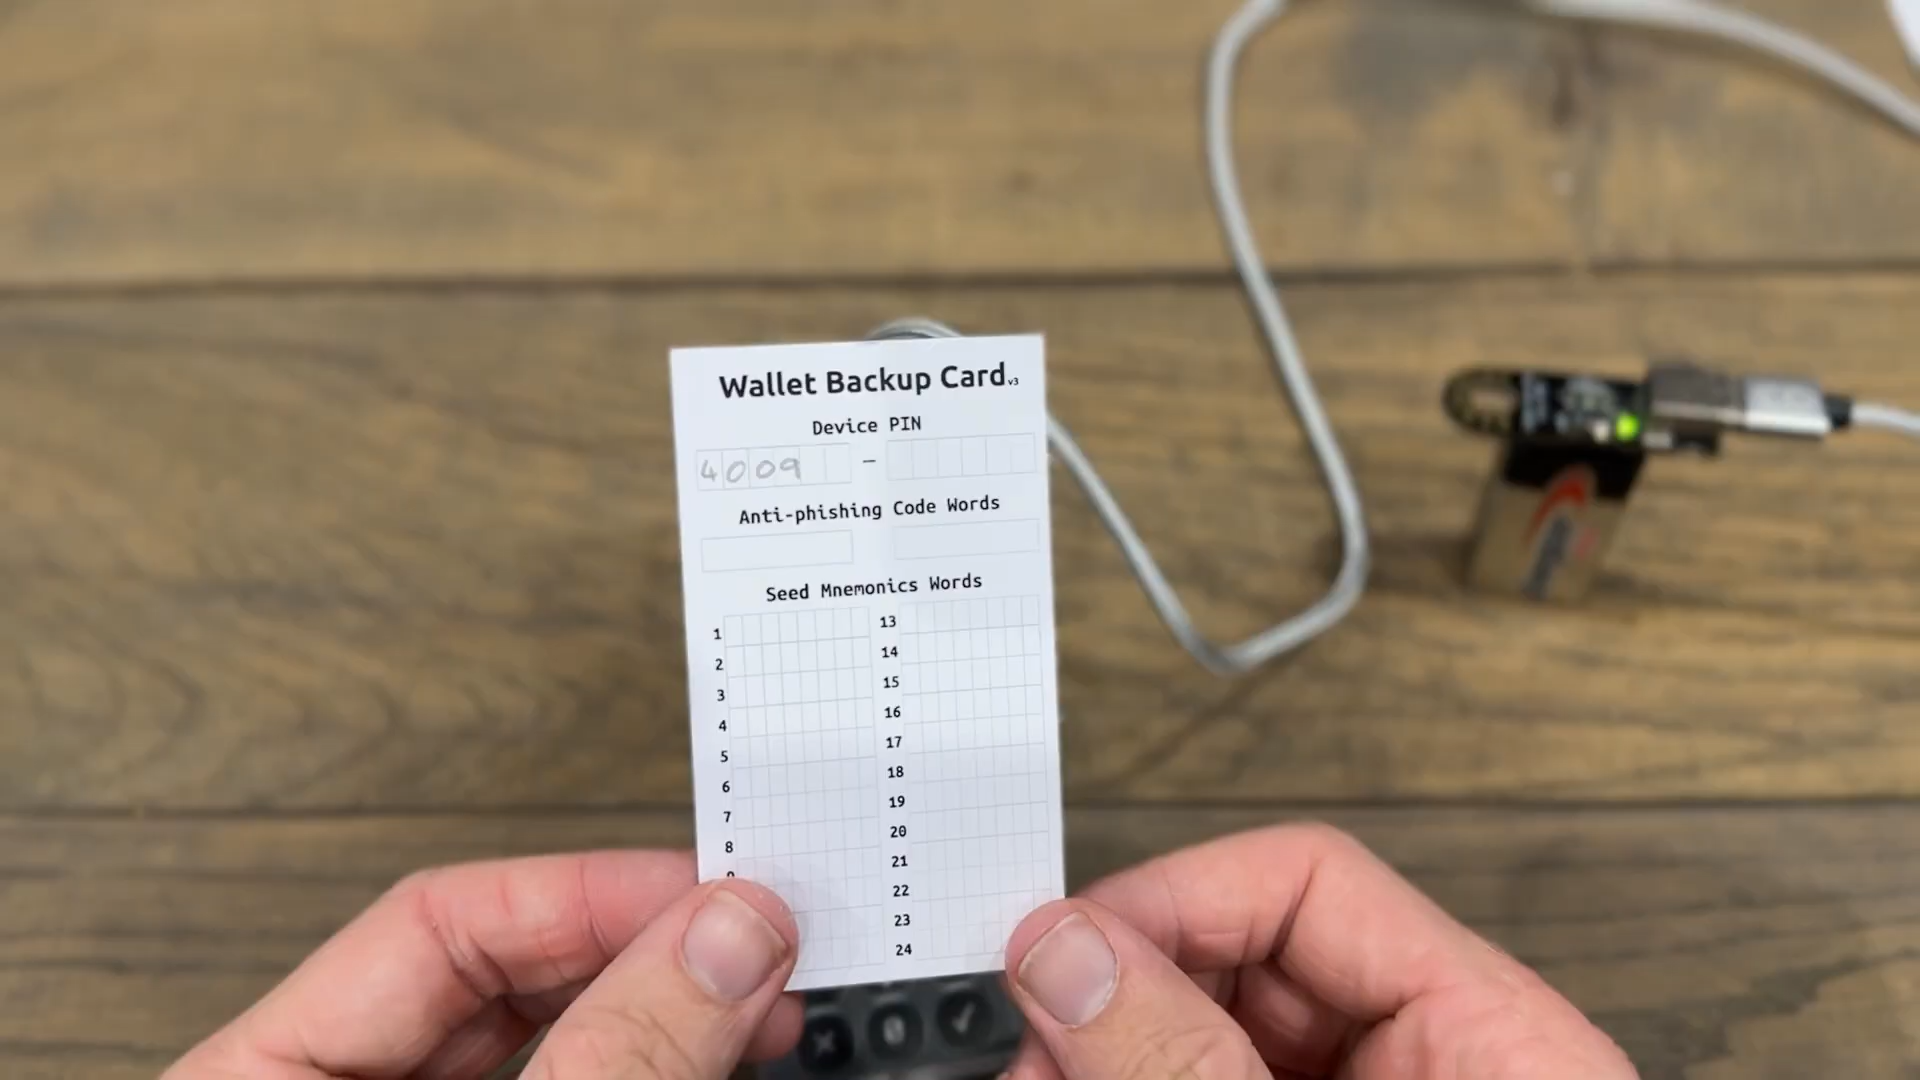 Wallet Backup Card v3
Device PIN
4009 –
Anti-phishing Code Words
Seed Mnemonics Words
1 13
2 14
3 15
4 16
5 17
6 18
7 19
8 20
21
22
23
24
× 0 ✓